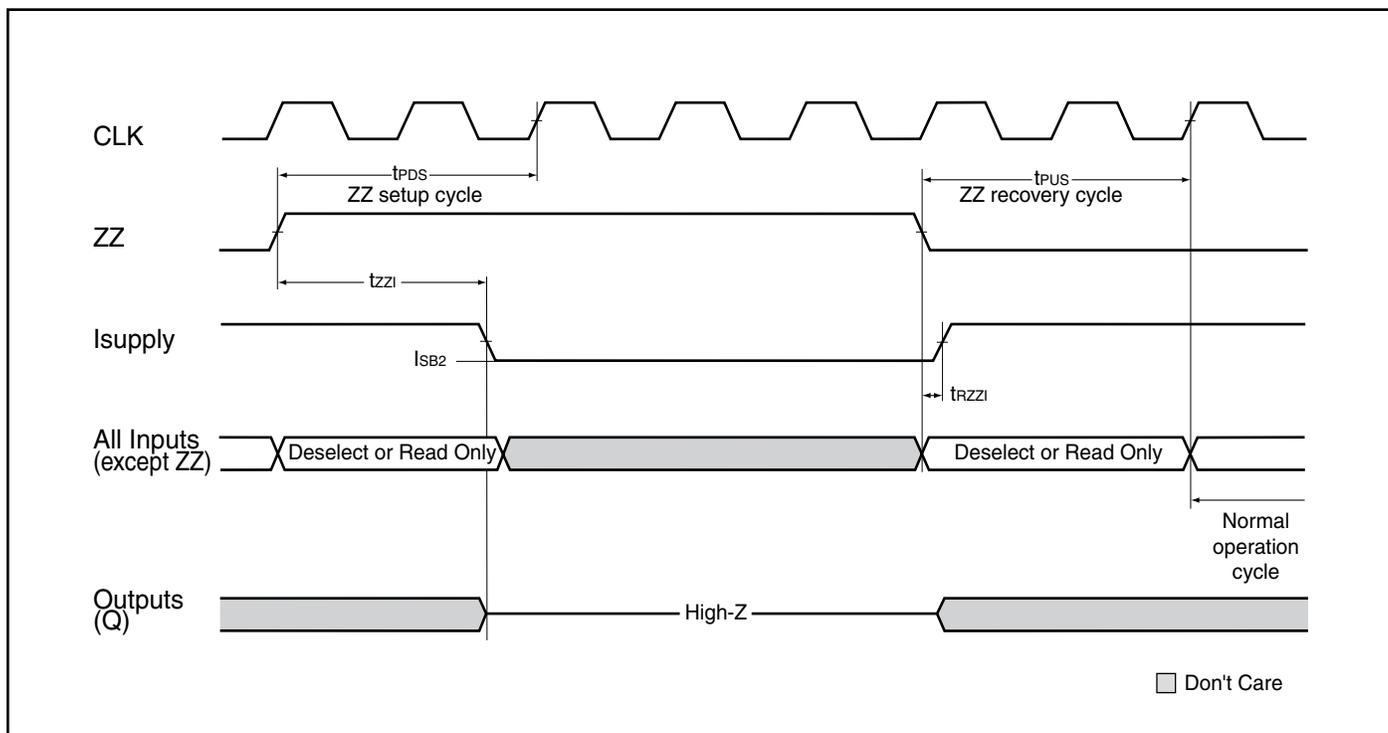 CLK
tPDS
ZZ setup cycle
tPUS
ZZ recovery cycle
ZZ
tZZI
Isupply
ISB2
tRZZI
All Inputs
(except ZZ)
Deselect or Read Only
Deselect or Read Only
Normal
operation
cycle
Outputs
(Q)
High-Z
Don't Care